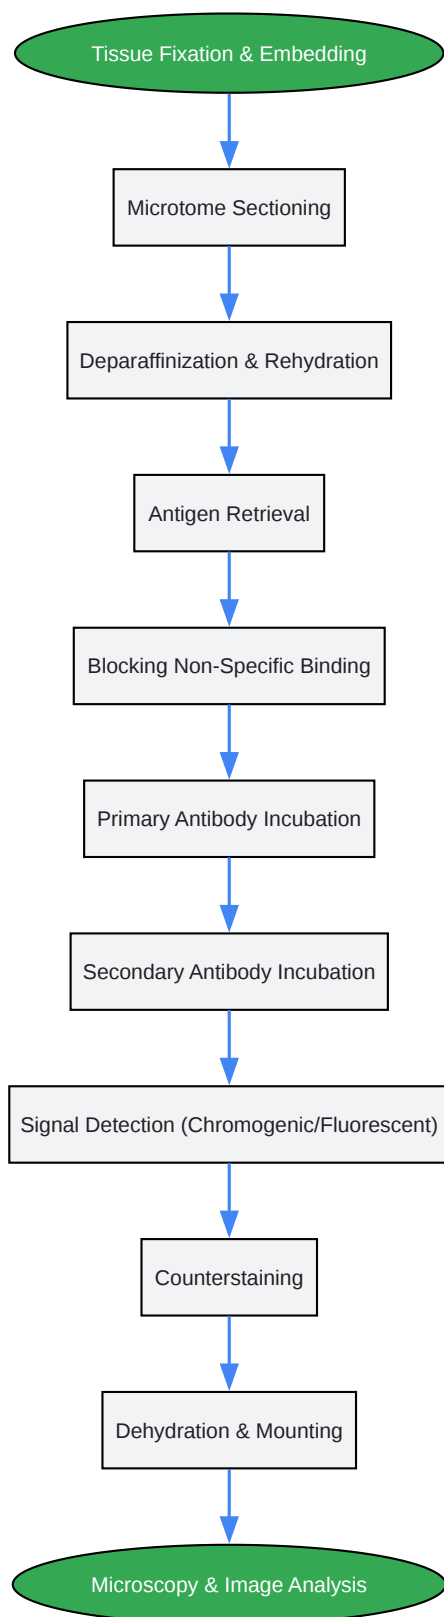 Tissue Fixation & Embedding
Microtome Sectioning
Deparaffinization & Rehydration
Antigen Retrieval
Blocking Non-Specific Binding
Primary Antibody Incubation
Secondary Antibody Incubation
Signal Detection (Chromogenic/Fluorescent)
Counterstaining
Dehydration & Mounting
Microscopy & Image Analysis